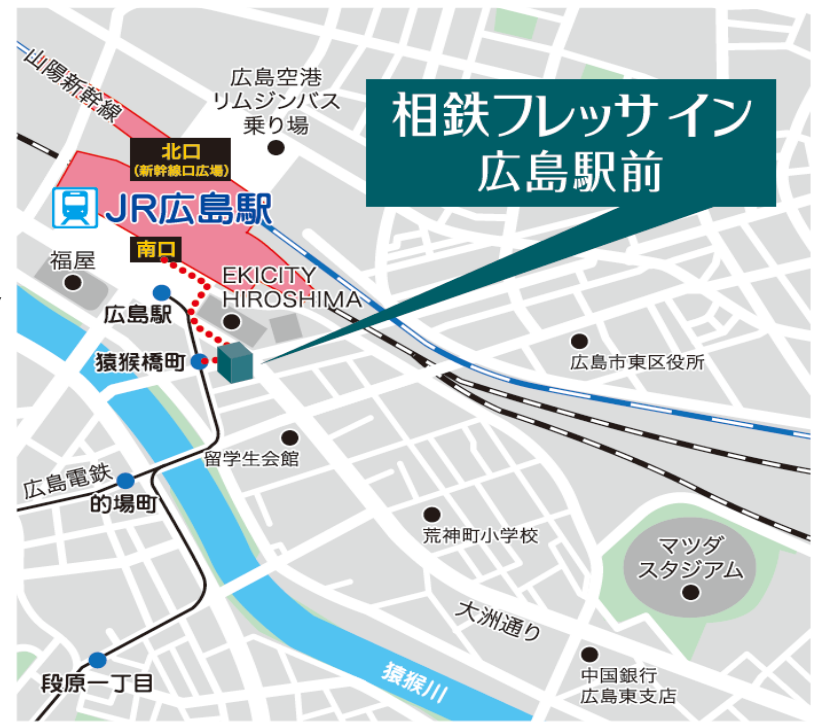 山陽新幹線
広島空港
リムジンバス
乗り場
相鉄フレッサイン
広島駅前
北口
(新幹線口広場)
JR広島駅
南口
福屋
EKICITY
HIROSHIMA
広島駅
猿猴橋町
広島市東区役所
留学生会館
広島電鉄
的場町
荒神町小学校
マツダ
スタジアム
大洲通り
段原一丁目
猿猴川
中国銀行
広島東支店